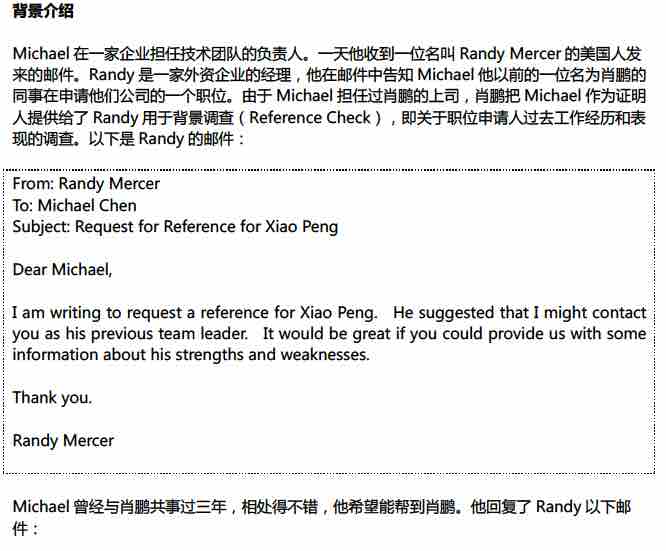 背景介绍
Michael 在一家企业担任技术团队的负责人。一天他收到一位名叫 Randy Mercer 的美国人发
来的邮件。Randy 是一家外资企业的经理，他在邮件中告知 Michael 他以前的一位名为肖鹏的
同事在申请他们公司的一个职位。由于 Michael 担任过肖鹏的上司，肖鹏把 Michael 作为证明
人提供给了 Randy 用于背景调查（Reference Check），即关于职位申请人过去工作经历和表
现的调查。以下是 Randy 的邮件：
From: Randy Mercer
To: Michael Chen
Subject: Request for Reference for Xiao Peng
Dear Michael,
I am writing to request a reference for Xiao Peng. He suggested that I might contact
you as his previous team leader. It would be great if you could provide us with some
information about his strengths and weaknesses.
Thank you.
Randy Mercer
Michael 曾经与肖鹏共事过三年，相处得不错，他希望能帮到肖鹏。他回复了 Randy 以下邮
件：